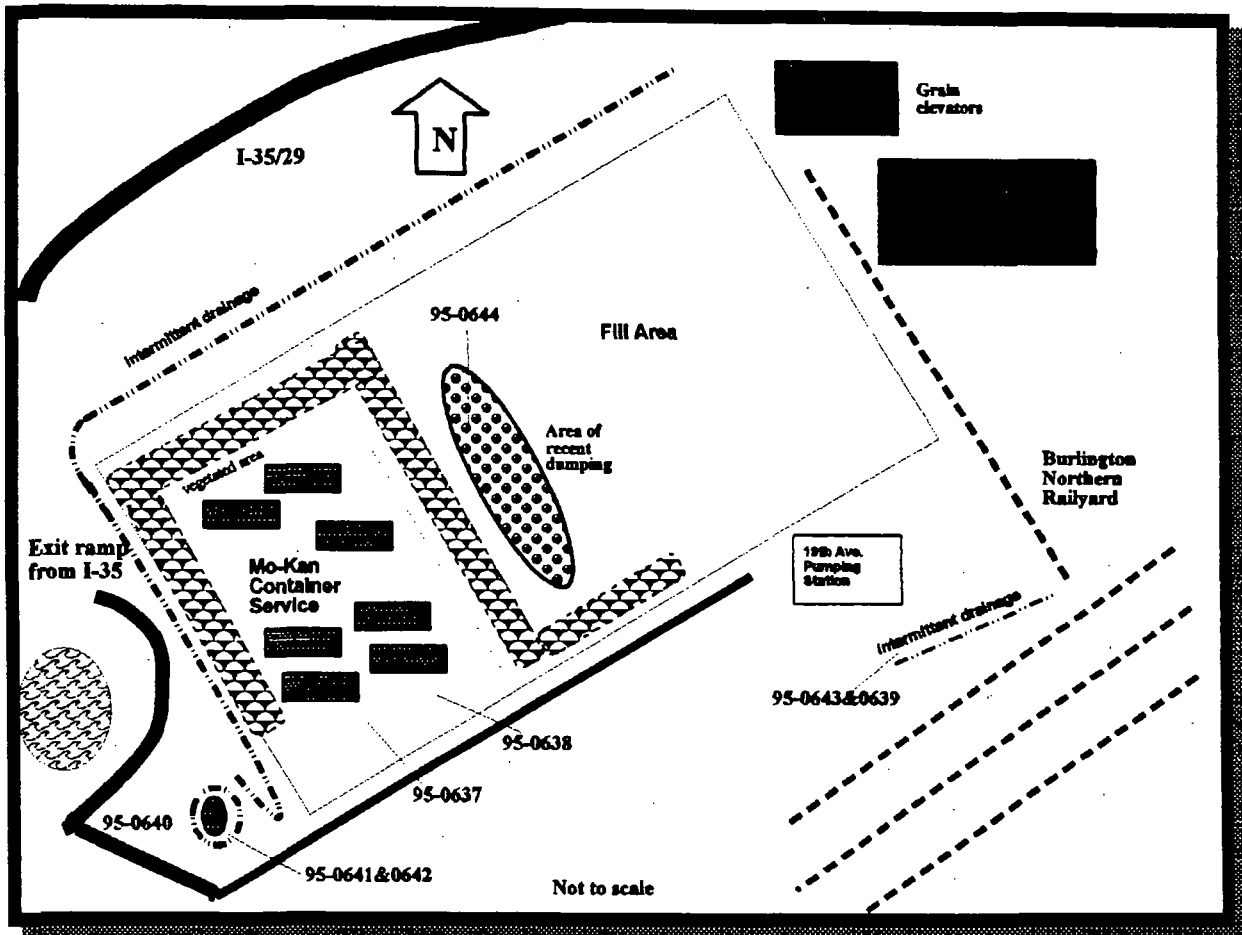 Grain
elevators
N
I-35/29
Intermittent drainage
95-0644
Fill Area
Area of
recent
dumping
vegetated area
Burlington
Northern
Railyard
Exit ramp
from I-35
Mo-Kan
Container
Service
19th Ave.
Pumping
Station
Intermittent drainage
95-0643&0639
95-0638
95-0637
95-0640
95-0641&0642
Not to scale